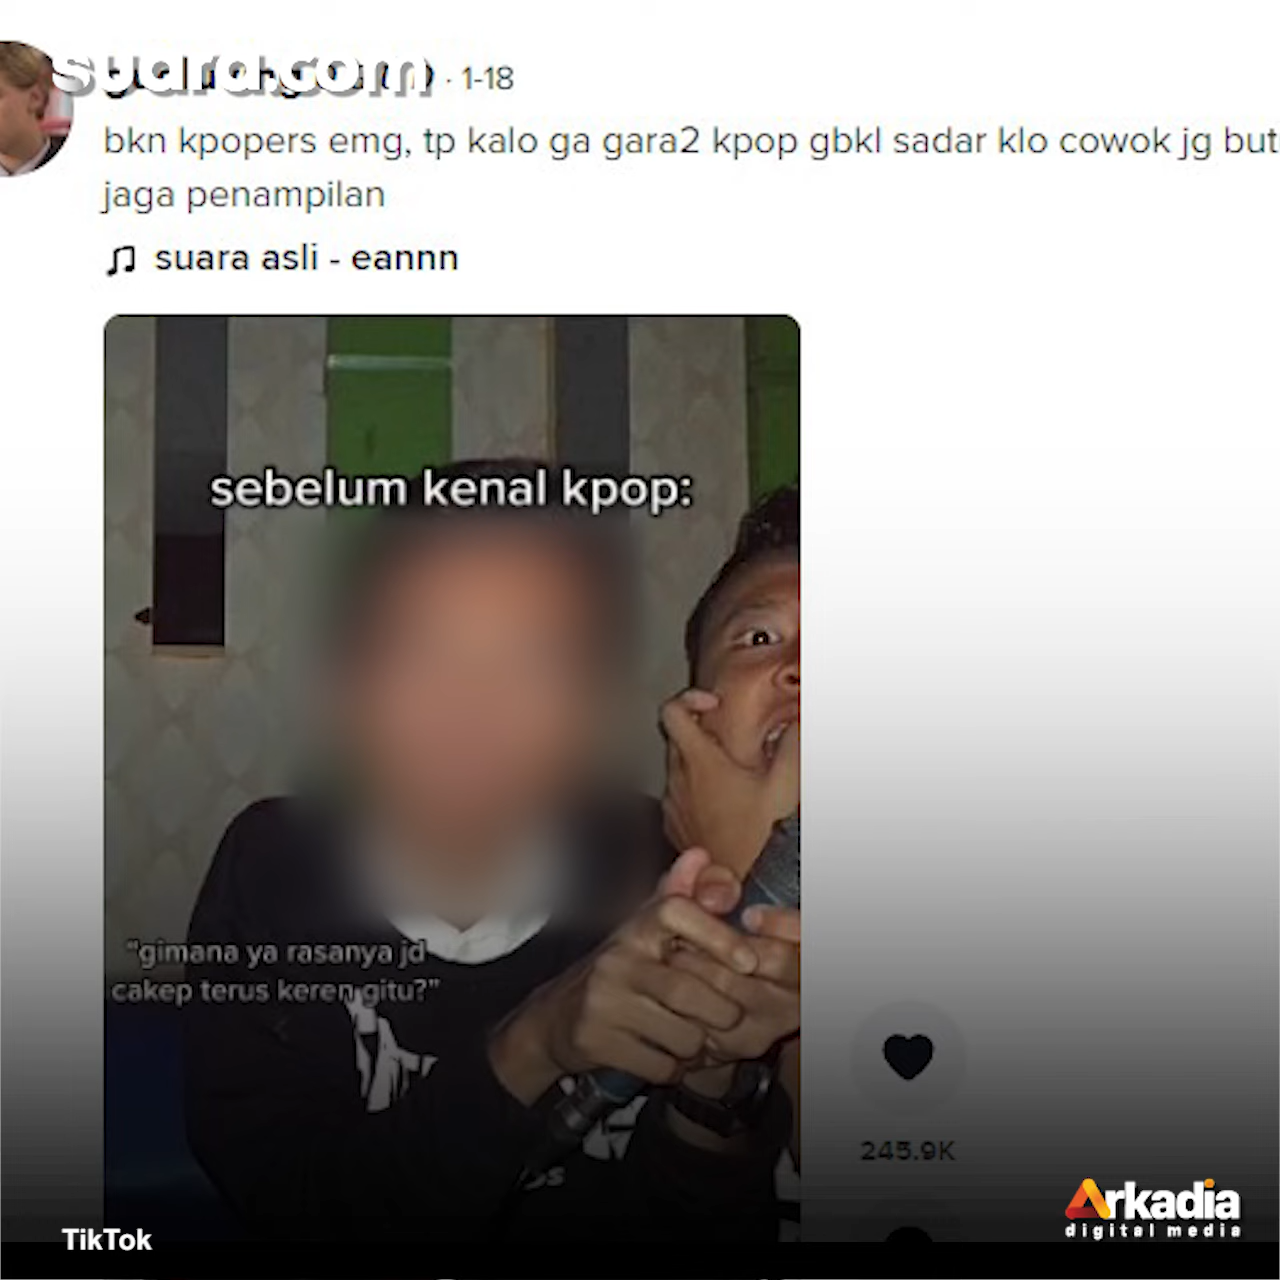 suara.com
· 1-18
bkn kpopers emg, tp kalo ga gara2 kpop gbkl sadar klo cowok jg but
jaga penampilan
suara asli - eannn
sebelum kenal kpop:
"gimana ya rasanya jd
cakep terus keren gitu?"
245.9K
Arkadia
digital media
TikTok